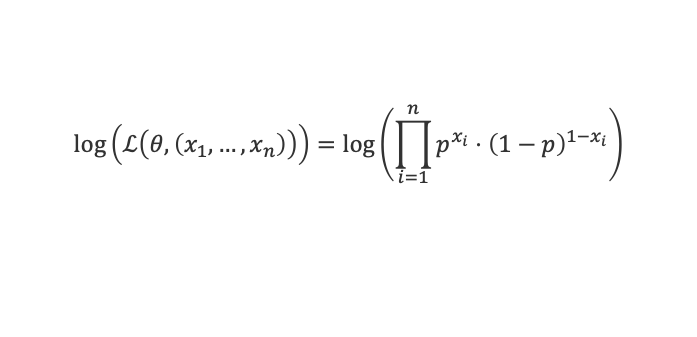 log(ℒ(θ, (x₁, …, xₙ))) = log(∏ᵢ₌₁ⁿ p^{xᵢ} · (1 − p)^{1−xᵢ})